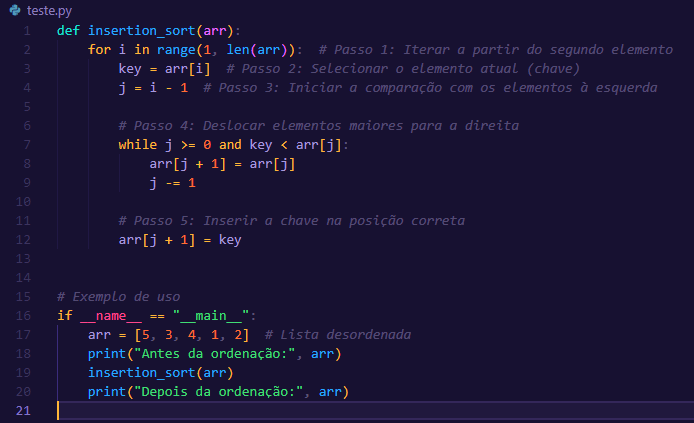 teste.py
1 def insertion_sort(arr):
2     for i in range(1, len(arr)):  # Passo 1: Iterar a partir do segundo elemento
3         key = arr[i]  # Passo 2: Selecionar o elemento atual (chave)
4         j = i - 1  # Passo 3: Iniciar a comparação com os elementos à esquerda
5
6         # Passo 4: Deslocar elementos maiores para a direita
7         while j >= 0 and key < arr[j]:
8             arr[j + 1] = arr[j]
9             j -= 1
10
11         # Passo 5: Inserir a chave na posição correta
12         arr[j + 1] = key
13
14
15 # Exemplo de uso
16 if __name__ == "__main__":
17     arr = [5, 3, 4, 1, 2]  # Lista desordenada
18     print("Antes da ordenação:", arr)
19     insertion_sort(arr)
20     print("Depois da ordenação:", arr)
21